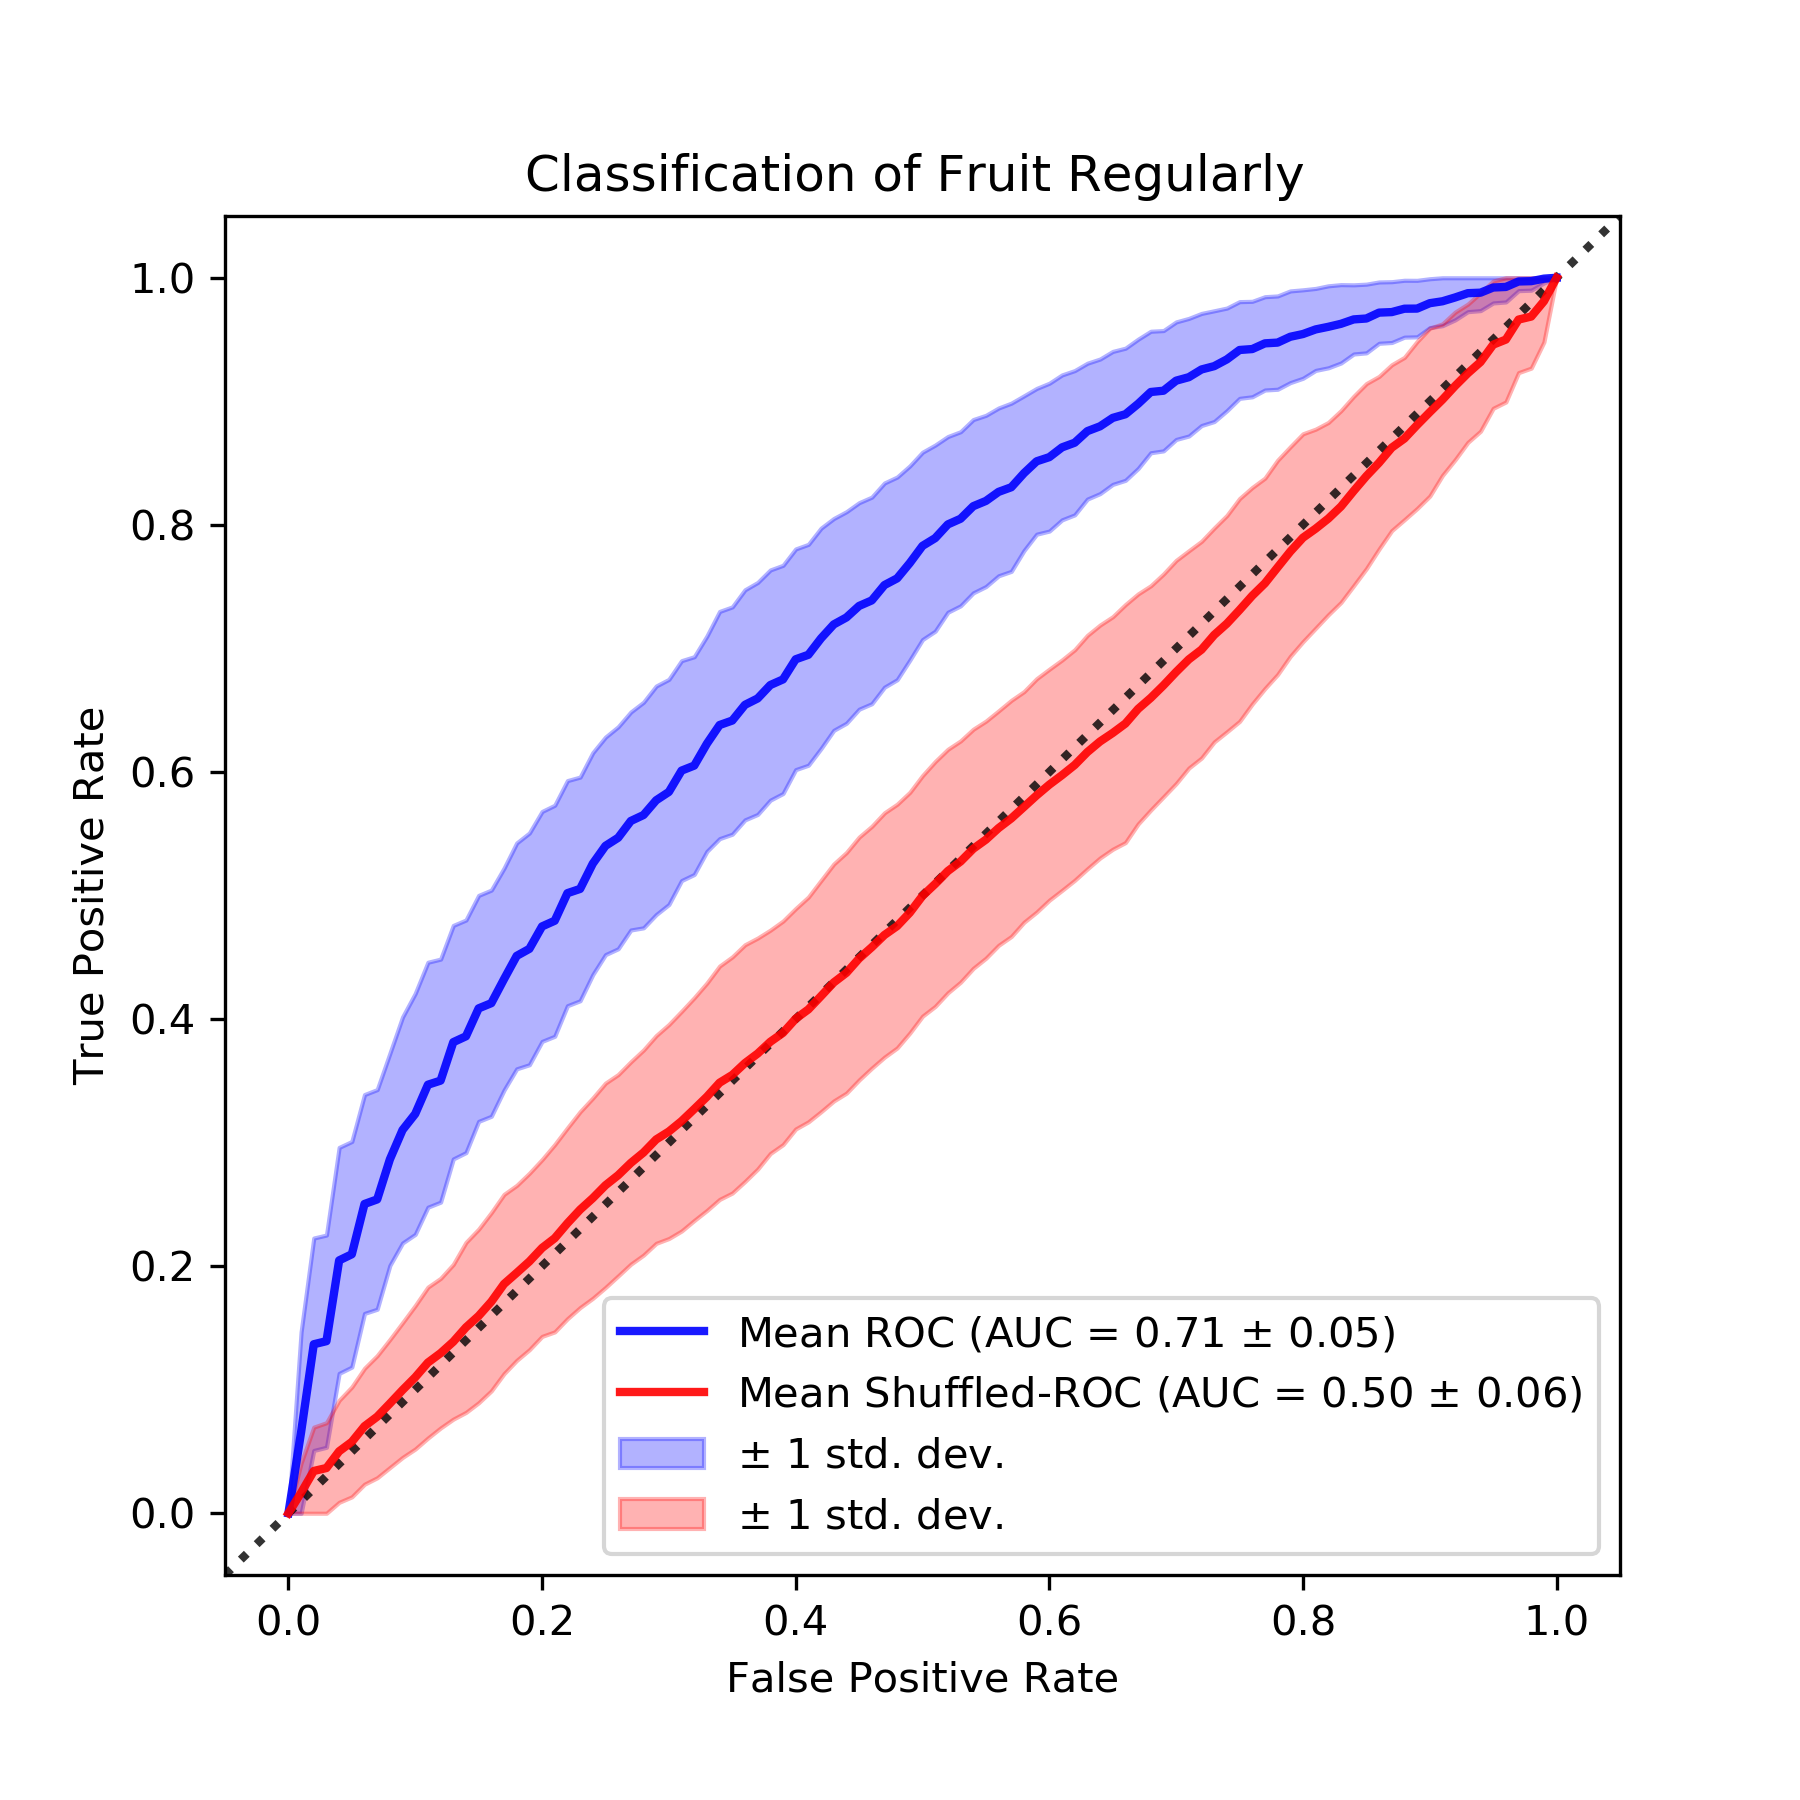 Classification of Fruit Regularly
1.0
0.8
0.6
0.4
0.2
0.0
True Positive Rate
Mean ROC (AUC = 0.71 ± 0.05)
Mean Shuffled-ROC (AUC = 0.50 ± 0.06)
± 1 std. dev.
± 1 std. dev.
0.0 0.2 0.4 0.6 0.8 1.0
False Positive Rate